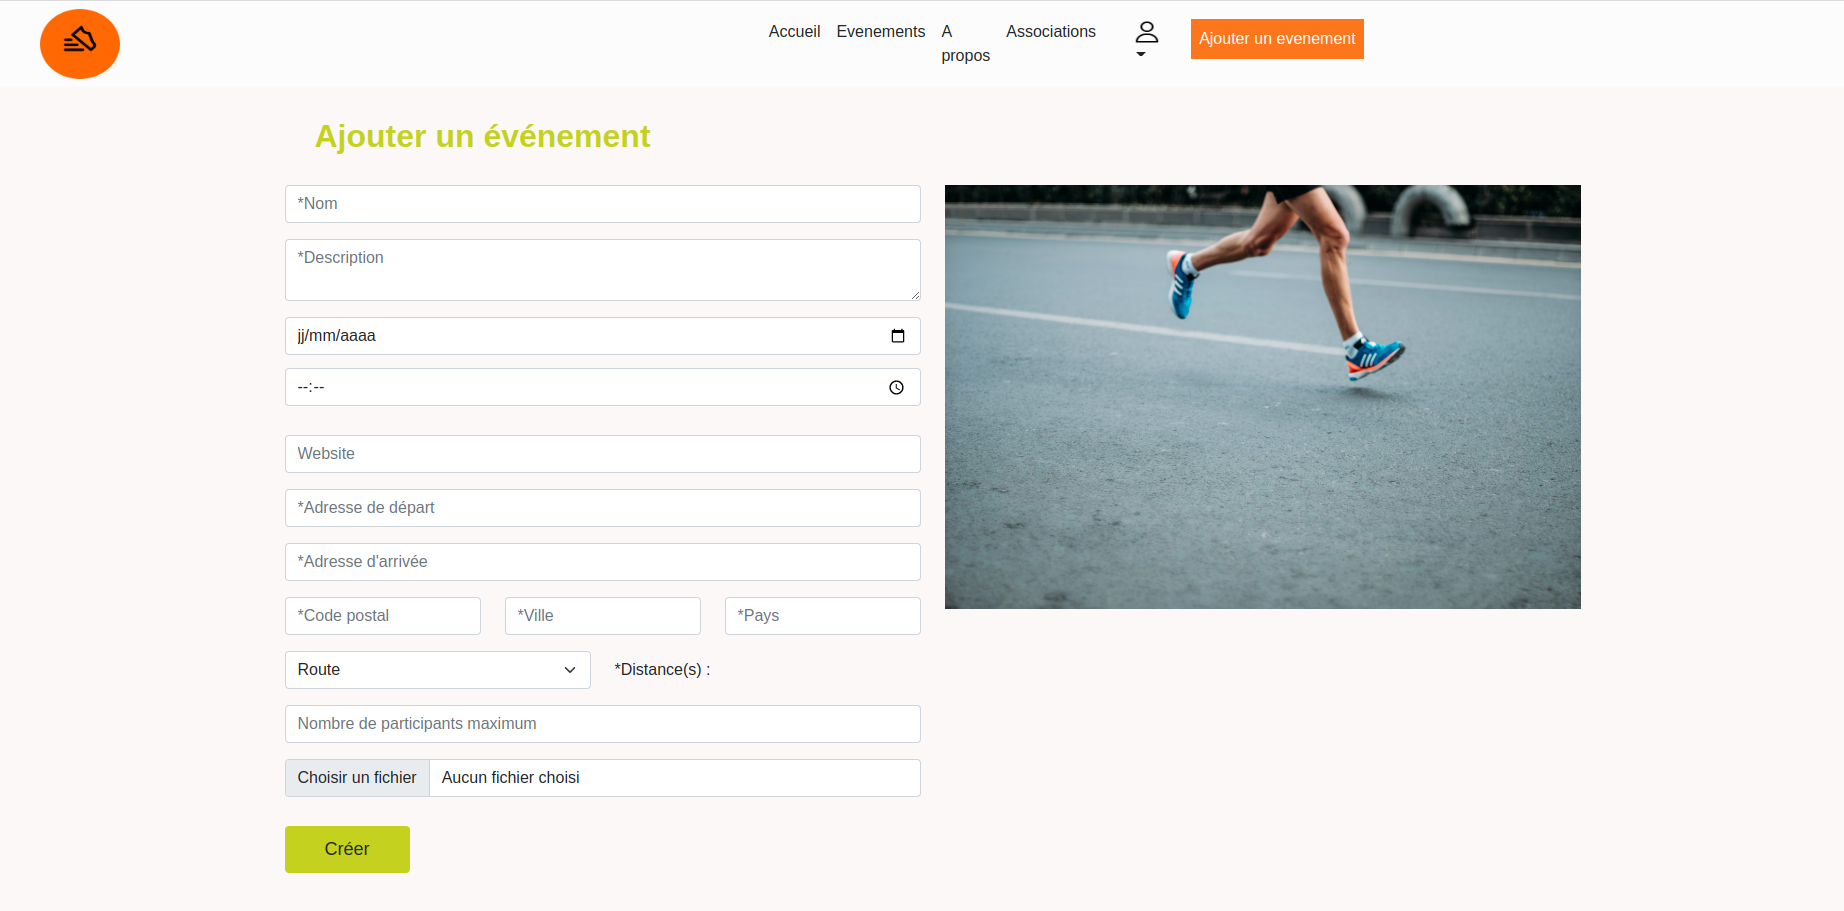 Accueil Evenements A propos Associations Ajouter un evenement
Ajouter un événement
*Nom
*Description
jj/mm/aaaa
--:--
Website
*Adresse de départ
*Adresse d'arrivée
*Code postal *Ville *Pays
Route *Distance(s) :
Nombre de participants maximum
Choisir un fichier Aucun fichier choisi
Créer